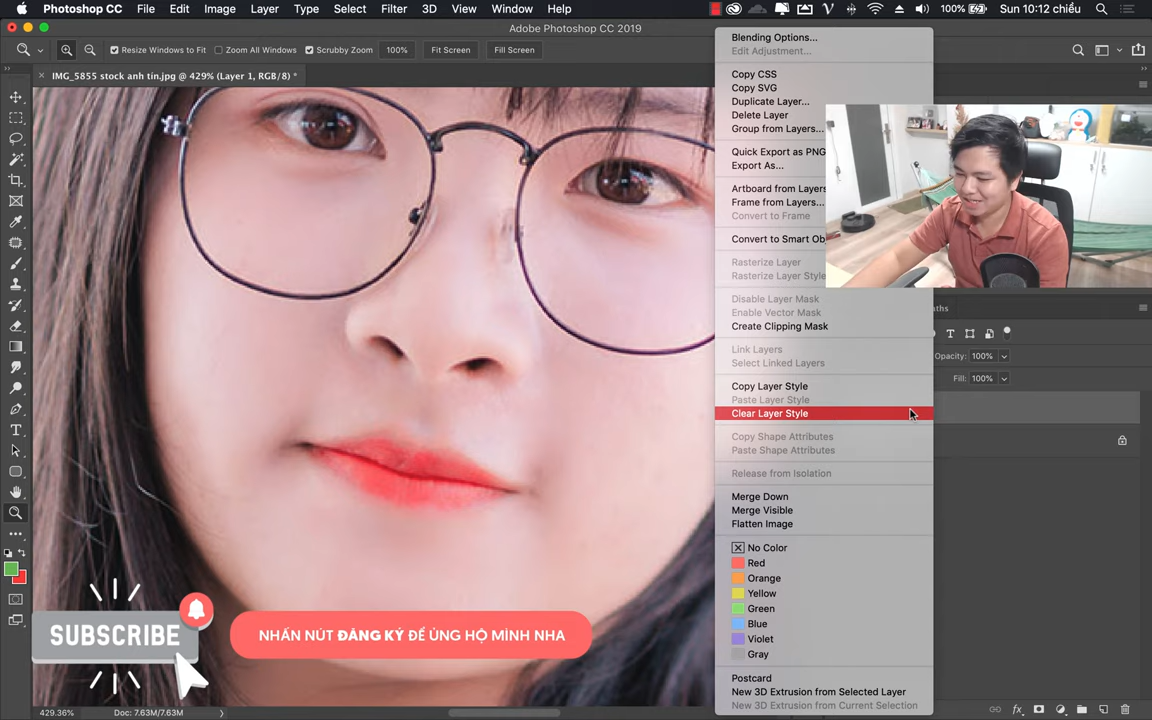 Photoshop CC File Edit Image Layer Type Select Filter 3D View Window Help 100% Sun 10:12 chiều
Adobe Photoshop CC 2019
Resize Windows to Fit Zoom All Windows Scrubby Zoom 100% Fit Screen Fill Screen
IMG_5855 stock anh tin.jpg @ 429% (Layer 1, RGB/8) *
Blending Options...
Edit Adjustment...
Copy CSS
Copy SVG
Duplicate Layer...
Delete Layer
Group from Layers...
Quick Export as PNG
Export As...
Artboard from Layers
Frame from Layers...
Convert to Frame
Convert to Smart Ob
Rasterize Layer
Rasterize Layer Style
Disable Layer Mask
Enable Vector Mask
Create Clipping Mask
Link Layers
Select Linked Layers
Copy Layer Style
Paste Layer Style
Clear Layer Style
Copy Shape Attributes
Paste Shape Attributes
Release from Isolation
Merge Down
Merge Visible
Flatten Image
No Color
Red
Orange
Yellow
Green
Blue
Violet
Gray
Postcard
New 3D Extrusion from Selected Layer
New 3D Extrusion from Current Selection
aths
Opacity: 100%
Fill: 100%
SUBSCRIBE
NHẤN NÚT ĐĂNG KÝ ĐỂ ỦNG HỘ MÌNH NHA
429.36% Doc: 7.63M/7.63M